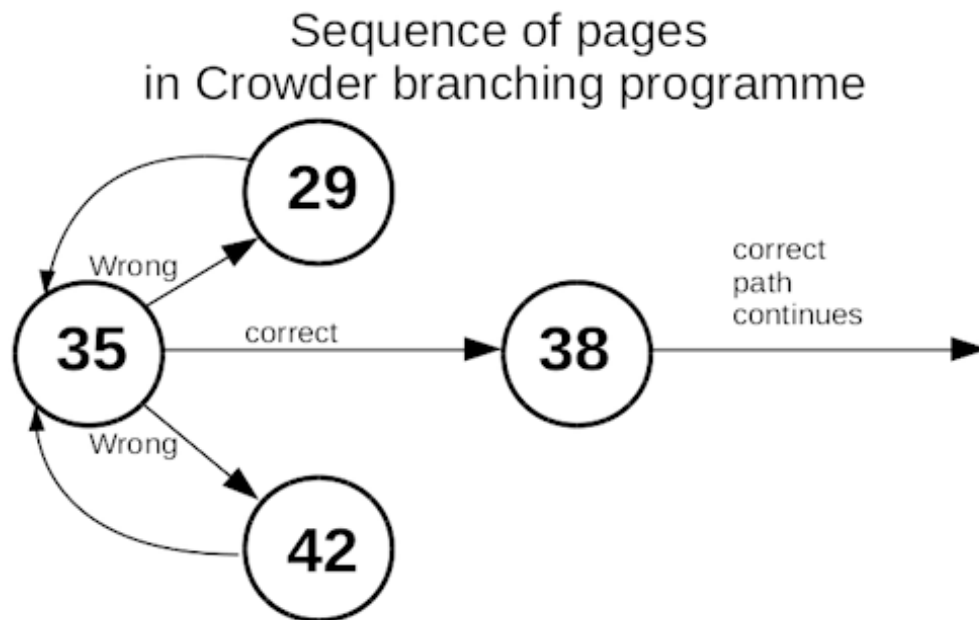 Sequence of pages
in Crowder branching programme
29
Wrong
35
correct
38
correct
path
continues
Wrong
42